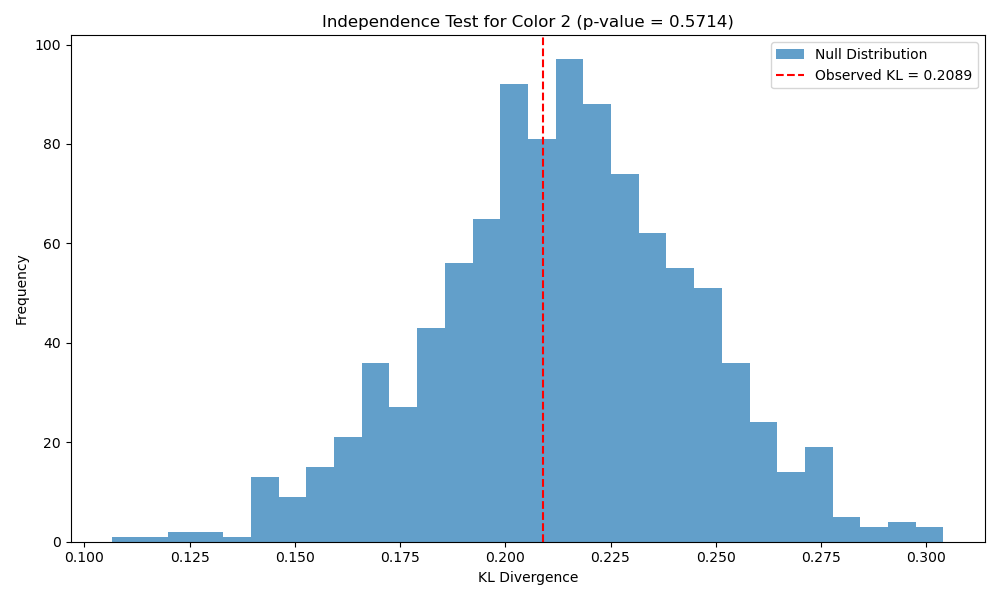 Independence Test for Color 2 (p-value = 0.5714)
Null Distribution
Observed KL = 0.2089
Frequency
100
80
60
40
20
0
0.100 0.125 0.150 0.175 0.200 0.225 0.250 0.275 0.300
KL Divergence